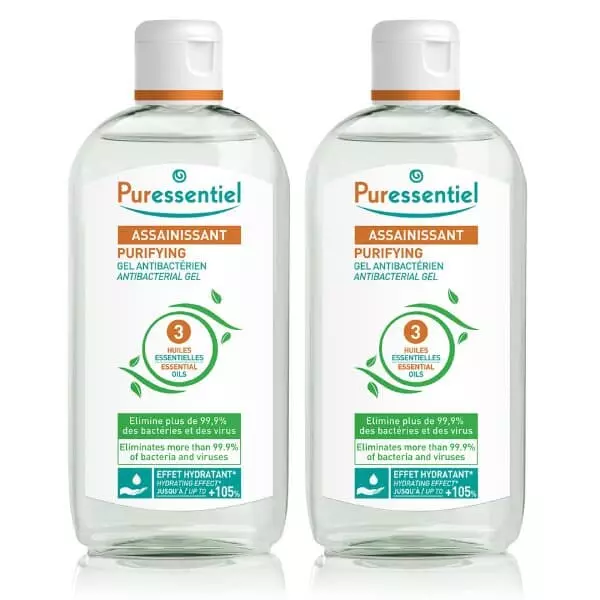 Puressentiel
ASSAINISSANT
PURIFYING
GEL ANTIBACTÉRIEN
ANTIBACTERIAL GEL
3
HUILES
ESSENTIELLES
ESSENTIAL
OILS
Elimine plus de 99,9%
des bactéries et des virus
Eliminates more than 99.9%
of bacteria and viruses
EFFET HYDRATANT*
HYDRATING EFFECT*
JUSQU'À / UP TO +105%
Puressentiel
ASSAINISSANT
PURIFYING
GEL ANTIBACTÉRIEN
ANTIBACTERIAL GEL
3
HUILES
ESSENTIELLES
ESSENTIAL
OILS
Elimine plus de 99,9%
des bactéries et des virus
Eliminates more than 99.9%
of bacteria and viruses
EFFET HYDRATANT*
HYDRATING EFFECT*
JUSQU'À / UP TO +105%